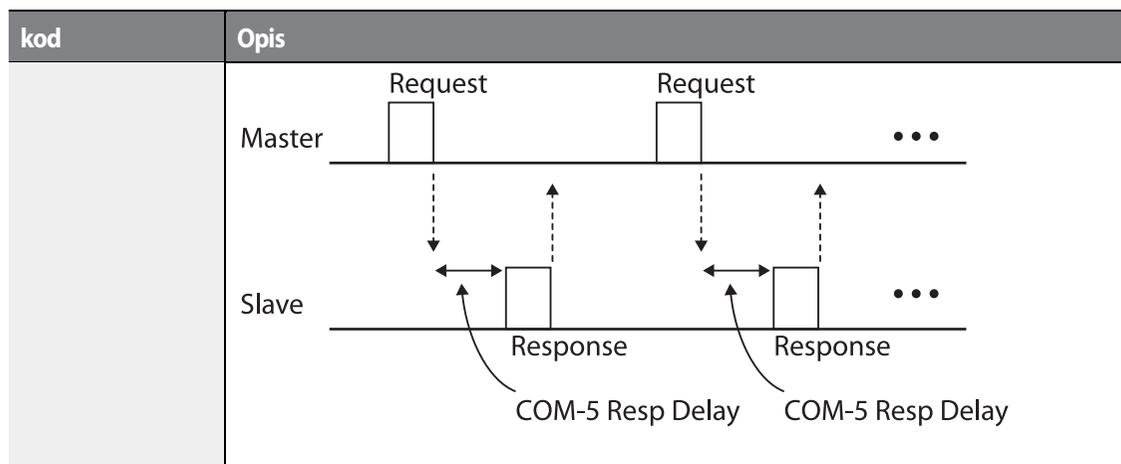 kod Opis
Request Request
Master
•••
Slave
•••
Response Response
COM-5 Resp Delay COM-5 Resp Delay